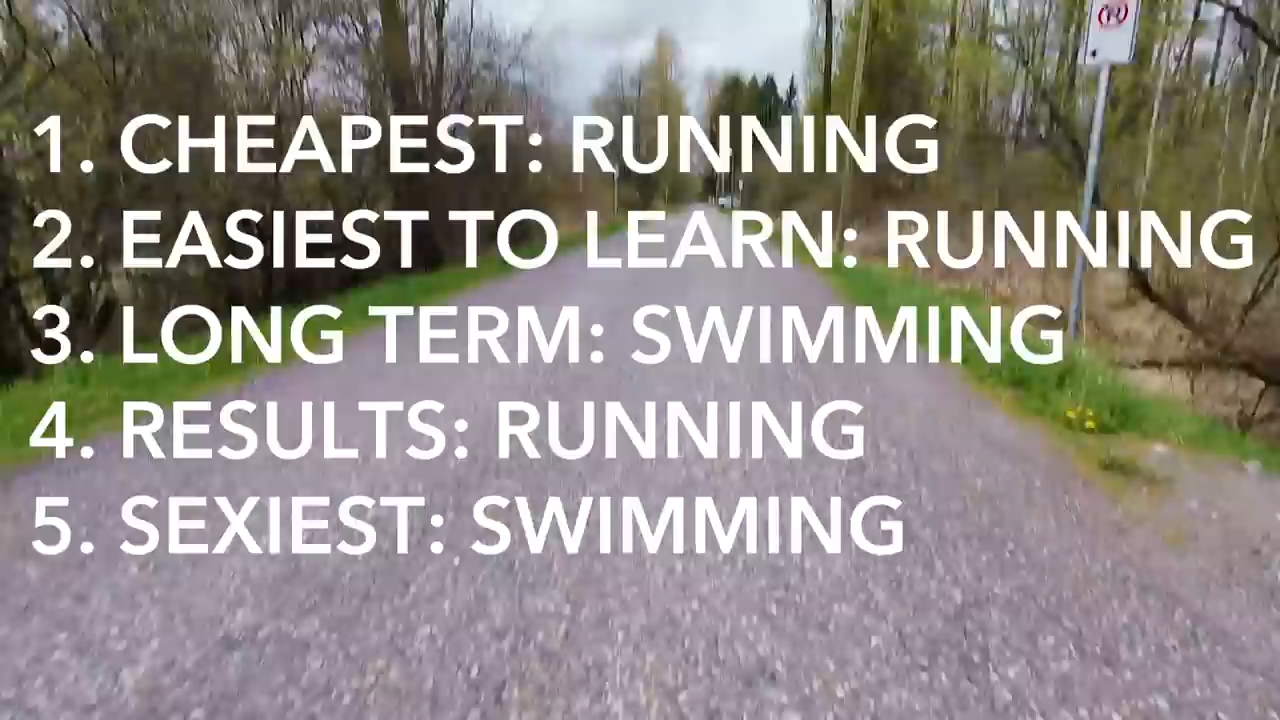 1. CHEAPEST: RUNNING
2. EASIEST TO LEARN: RUNNING
3. LONG TERM: SWIMMING
4. RESULTS: RUNNING
5. SEXIEST: SWIMMING